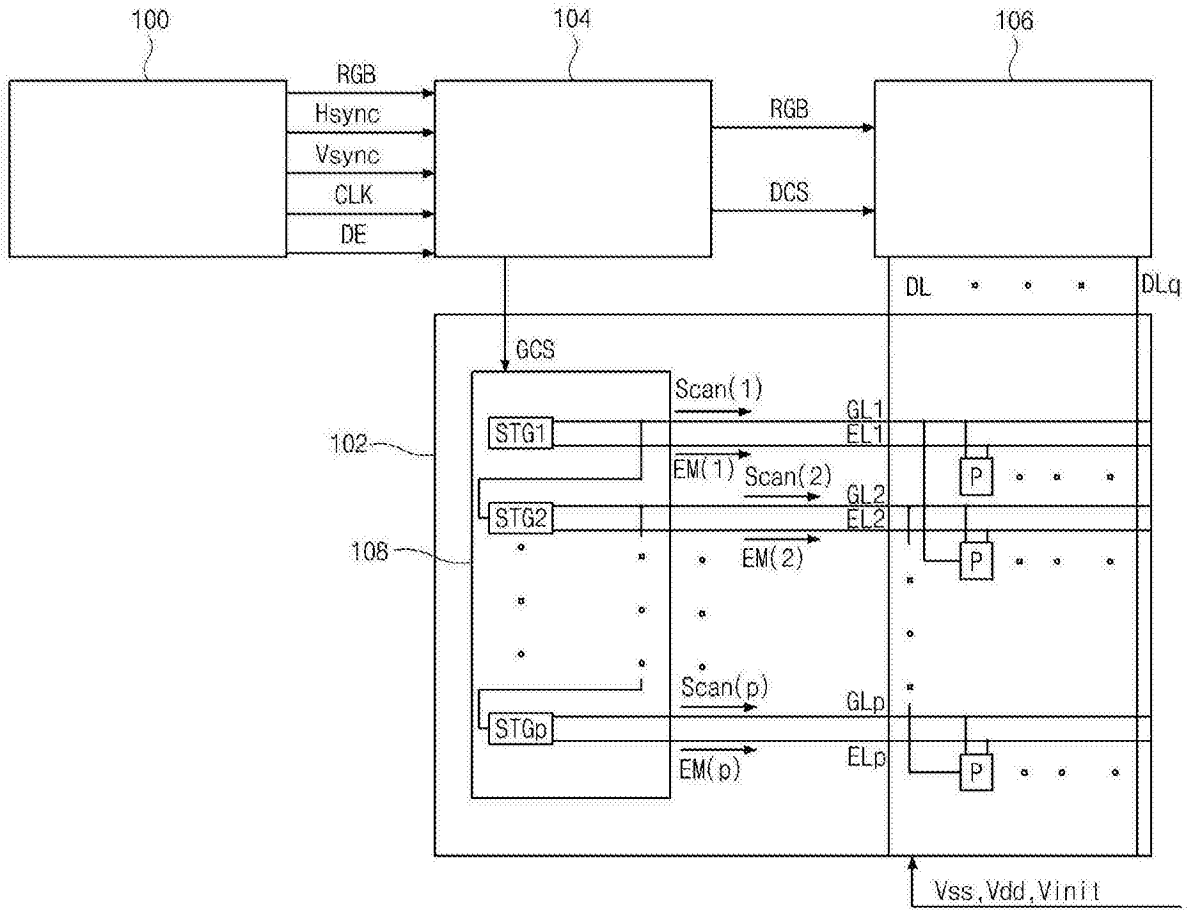 100
104
106
RGB
Hsync
Vsync
CLK
DE
RGB
DCS
DL
DLq
GCS
Scan(1)
GL1
STG1
EL1
102
EM(1)
Scan(2)
P
GL2
STG2
EL2
108
EM(2)
P
Scan(p)
GLp
STGp
EM(p)
ELp
P
Vss,Vdd,Vinit